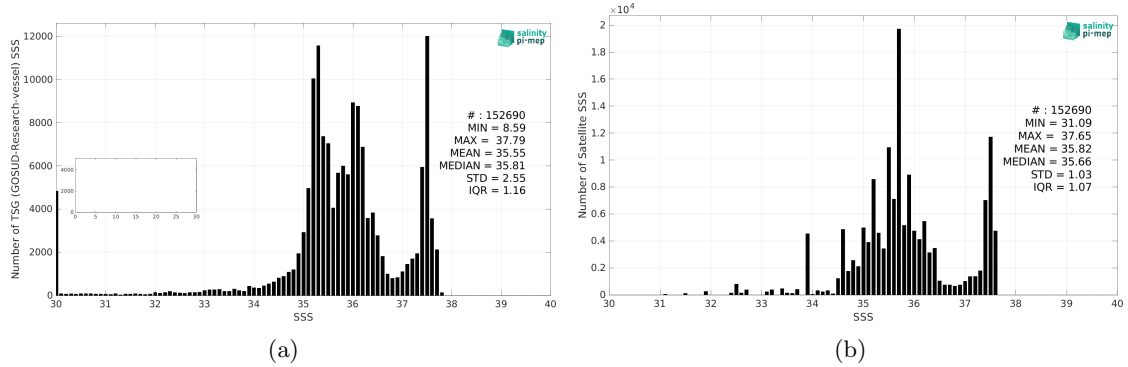 12000
10000
8000
6000
4000
2000
0
Number of TSG (GOSUD-Research-vessel) SSS
30 31 32 33 34 35 36 37 38 39 40
SSS
salinity
pi-mep
# : 152690
MIN = 8.59
MAX = 37.79
MEAN = 35.55
MEDIAN = 35.81
STD = 2.55
IQR = 1.16
4000
2000
0
0 5 10 15 20 25 30
(a)
×10⁴
2
1.8
1.6
1.4
1.2
1
0.8
0.6
0.4
0.2
0
Number of Satellite SSS
30 31 32 33 34 35 36 37 38 39 40
SSS
salinity
pi-mep
# : 152690
MIN = 31.09
MAX = 37.65
MEAN = 35.82
MEDIAN = 35.66
STD = 1.03
IQR = 1.07
(b)